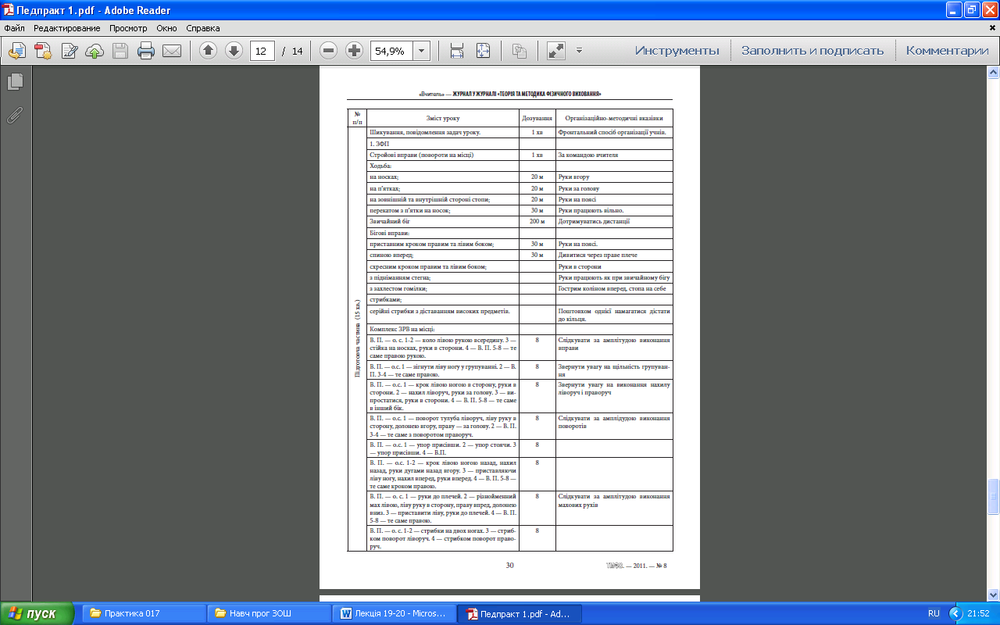 Педпракт 1.pdf - Adobe Reader
Файл Редактирование Просмотр Окно Справка
12 / 14 54,9% Инструменты Заполнить и подписать Комментарии
«Вчитель» — ЖУРНАЛ У ЖУРНАЛІ «ТЕОРІЯ ТА МЕТОДИКА ФІЗИЧНОГО ВИХОВАННЯ»
№ п/п Зміст уроку Дозування Організаційно-методичні вказівки
Підготовча частина (15 хв.)
Шикування, повідомлення задач уроку. 1 хв Фронтальний спосіб організації учнів.
1. ЗФП
Стройові вправи (повороти на місці) 1 хв За командою вчителя
Ходьба:
на носках; 20 м Руки вгору
на п'ятках; 20 м Руки за голову
на зовнішній та внутрішній стороні стопи; 20 м Руки на поясі
перекатом з п'ятки на носок; 30 м Руки працюють вільно.
Звичайний біг 200 м Дотримуватись дистанції
Бігові вправи:
приставним кроком правим та лівим боком; 30 м Руки на поясі.
спиною вперед; 30 м Дивитися через праве плече
схресним кроком правим та лівим боком; Руки в сторони
з підніманням стегна; Руки працюють як при звичайному бігу
з захлестом гомілки; Гострим коліном вперед, стопа на себе
стрибками;
серійні стрибки з діставанням високих предметів. Поштовхом однієї намагатися дістати
до кільця.
Комплекс ЗРВ на місці:
В. П. — о. с. 1-2 — коло лівою рукою всередину. 3 — 8 Слідкувати за амплітудою виконання
стійка на носках, руки в сторони. 4 — В. П. 5-8 — те вправи
саме правою рукою.
В. П. — о.с. 1 — зігнути ліву ногу у групуванні. 2 — В. 8 Звернути увагу на щільність групуван-
П. 3-4 — те саме правою. ня
В. П. — о.с. 1 — крок лівою ногою в сторону, руки в 8 Звернути увагу на виконання нахилу
сторони. 2 — нахил ліворуч, руки за голову. 3 — ви- ліворуч і праворуч
простатися, руки в сторони. 4 — В. П. 5-8 — те саме
в інший бік.
В. П. — о.с. 1 — поворот тулуба ліворуч, ліву руку в 8 Слідкувати за амплідудою виконання
сторону, долонею вгору, праву — за голову. 2 — В. П. поворотів
3-4 — те саме з поворотом праворуч.
В. П. — о.с. 1 — упор присівши. 2 — упор стоячи. 3 8
— упор присівши. 4 — В.П.
В. П. — о.с. 1-2 — крок лівою ногою назад, нахил 8
назад, руки дугами назад вгору. 3 — приставляючи
ліву ногу, нахил вперед, руки вперед. 4 — В. П. 5-8 —
те саме кроком правою.
В. П. — о. с. 1 — руки до плечей. 2 — різнойменний 8 Слідкувати за амплітудою виконання
мах лівою, ліву руку в сторону, праву впред, долонею махових рухів
вниз. 3 — приставити ліву, руки до плечей. 4 — В. П.
5-8 — те саме правою.
В. П. — о. с. 1-2 — стрибки на двох ногах. 3 — стриб- 8
ком поворот ліворуч. 4 — стрибком поворот право-
руч.
30 ТМФВ. — 2011. — № 8
пуск Практика 017 Навч прог ЗОШ Лекція 19-20 - Micros... Педпракт 1.pdf - Ad... RU 21:52